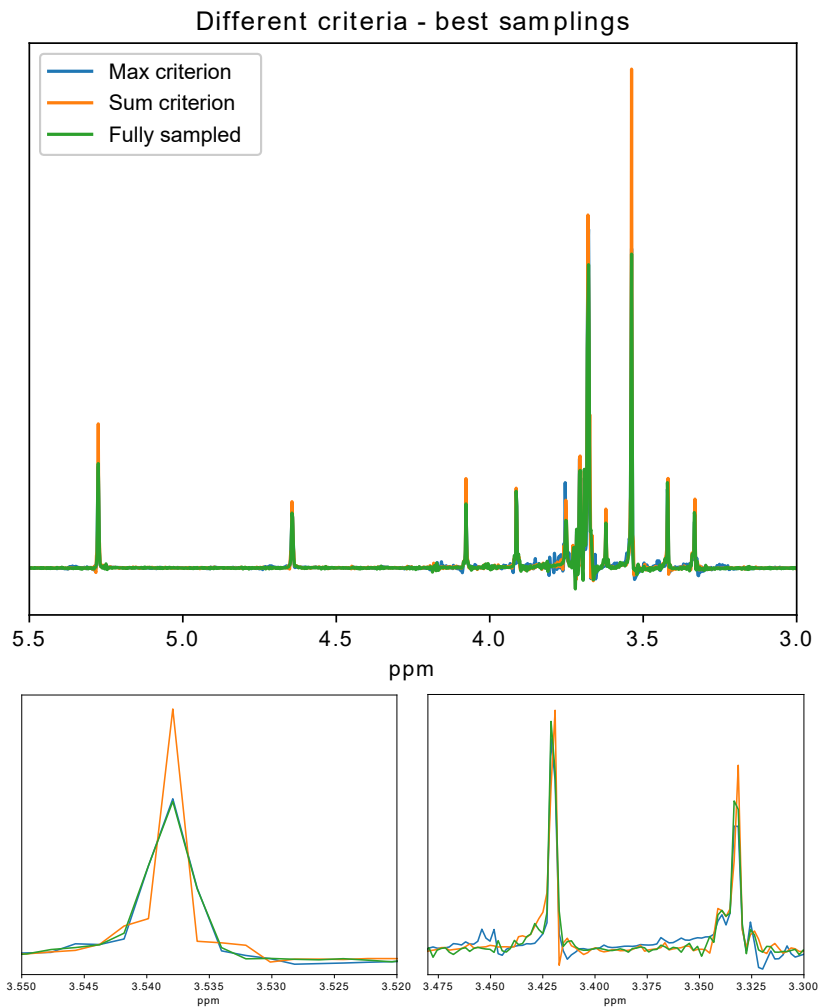 Different criteria - best samplings
Max criterion
Sum criterion
Fully sampled
5.5 5.0 4.5 4.0 3.5 3.0
ppm
3.550 3.545 3.540 3.535 3.530 3.525 3.520
ppm
3.475 3.450 3.425 3.400 3.375 3.350 3.325 3.300
ppm